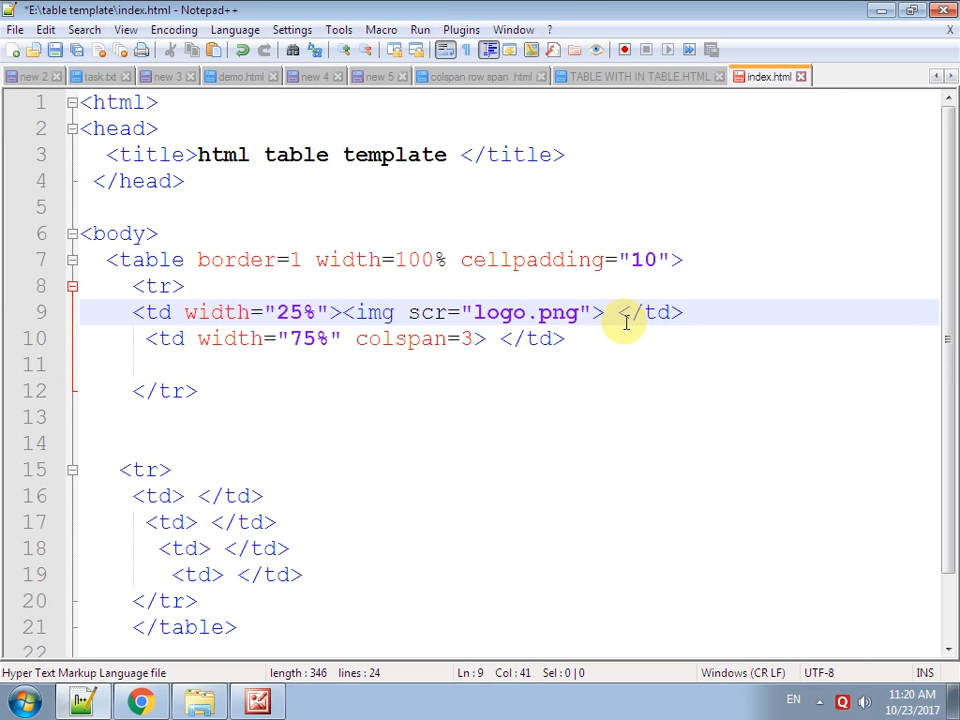 *E:\table template\index.html - Notepad++
File Edit Search View Encoding Language Settings Tools Macro Run Plugins Window ? X
new 2 task.txt new 3 demo.html new 4 new 5 colspan row span .html TABLE WITH IN TABLE.HTML index.html
1 <html>
2 <head>
3 <title>html table template </title>
4 </head>
5
6 <body>
7 <table border=1 width=100% cellpadding="10">
8 <tr>
9 <td width="25%"><img scr="logo.png"> </td>
10 <td width="75%" colspan=3> </td>
11
12 </tr>
13
14
15 <tr>
16 <td> </td>
17 <td> </td>
18 <td> </td>
19 <td> </td>
20 </tr>
21 </table>
22
Hyper Text Markup Language file length : 346 lines : 24 Ln : 9 Col : 41 Sel : 0 | 0 Windows (CR LF) UTF-8 INS
EN 11:20 AM
10/23/2017